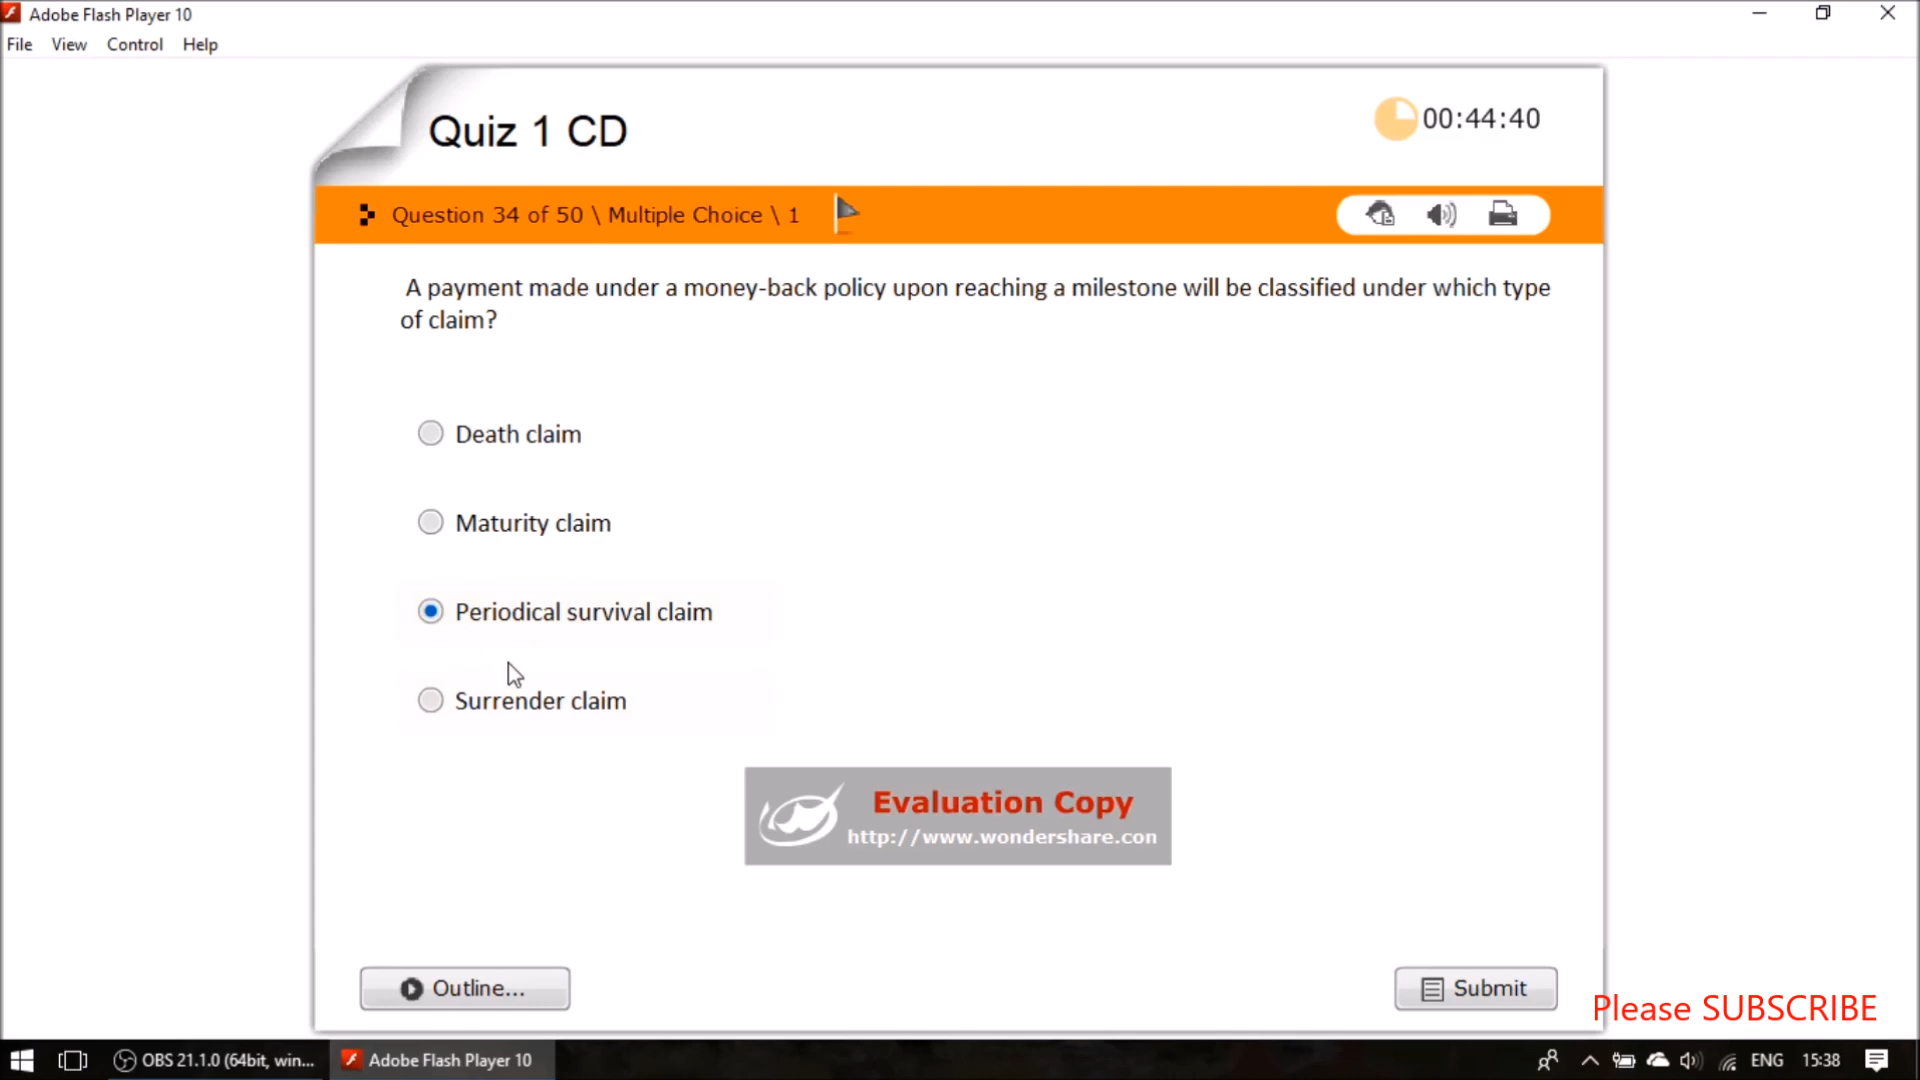 Adobe Flash Player 10
File View Control Help
Quiz 1 CD
00:44:40
Question 34 of 50 \ Multiple Choice \ 1
A payment made under a money-back policy upon reaching a milestone will be classified under which type
of claim?
Death claim
Maturity claim
Periodical survival claim
Surrender claim
Evaluation Copy
http://www.wondershare.con
Outline...
Submit
Please SUBSCRIBE
OBS 21.1.0 (64bit, win...
Adobe Flash Player 10
ENG
15:38